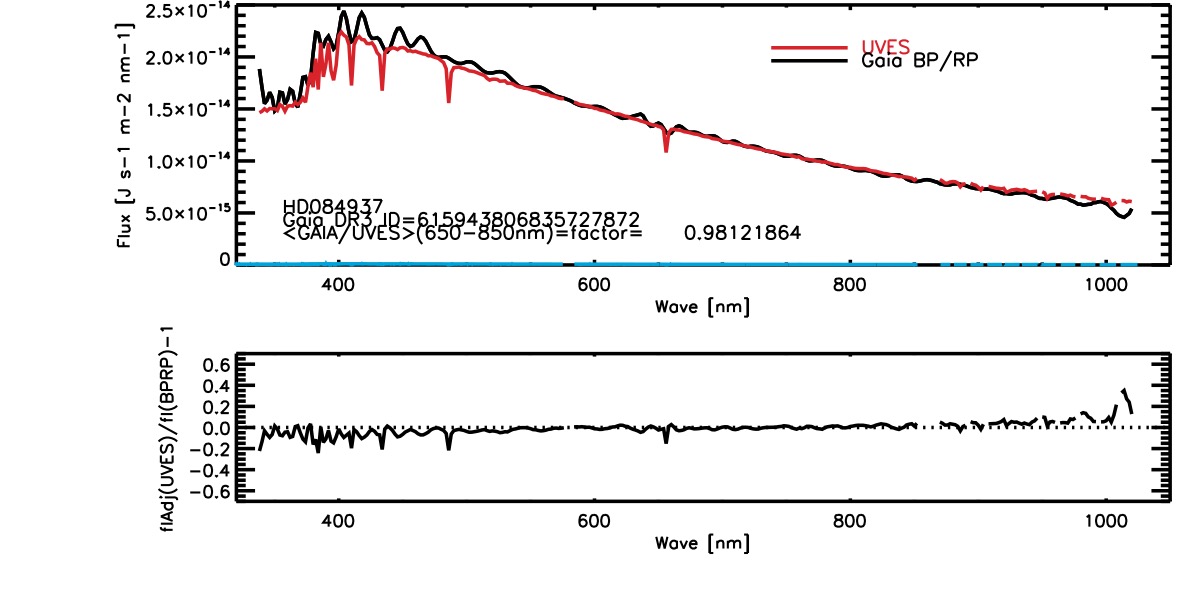 2.5×10⁻¹⁴
2.0×10⁻¹⁴
1.5×10⁻¹⁴
1.0×10⁻¹⁴
5.0×10⁻¹⁵
0
Flux [J s−1 m−2 nm−1]
UVES
Gaia BP/RP
HD084937
Gaia DR3 ID=615943806835727872
<GAIA/UVES>(650−850nm)=factor= 0.98121864
400 600 800 1000
Wave [nm]
0.6
0.4
0.2
0.0
−0.2
−0.4
−0.6
flAdj(UVES)/fl(BPRP)−1
400 600 800 1000
Wave [nm]